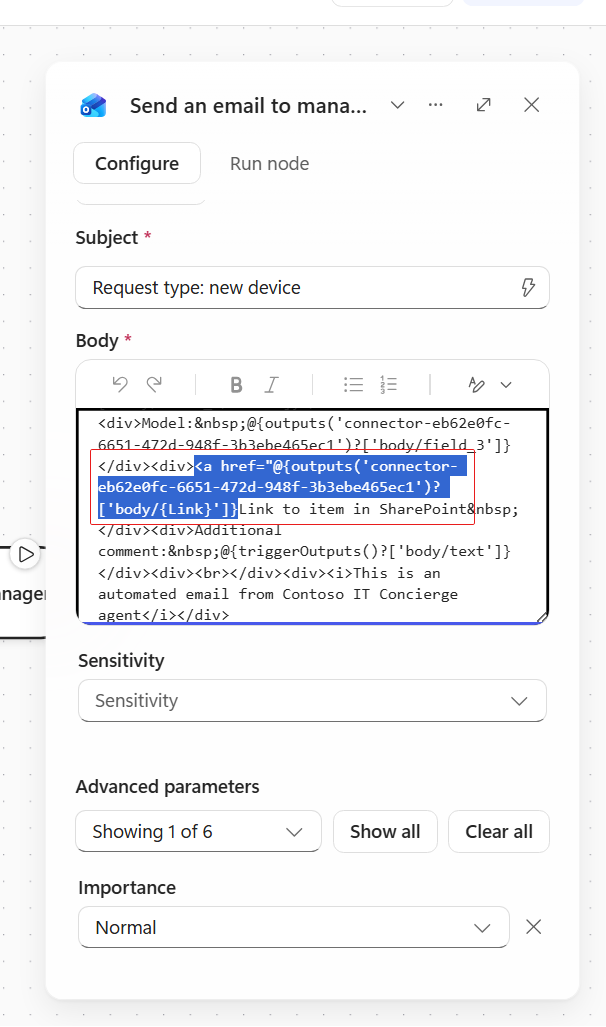 Send an email to mana...
Configure
Run node
Subject *
Request type: new device
Body *
<div>Model:&nbsp;@{outputs('connector-eb62e0fc-
6651-472d-948f-3b3ebe465ec1')?['body/field_3']}
</div><div><a href="@{outputs('connector-
eb62e0fc-6651-472d-948f-3b3ebe465ec1')?
['body/{Link}']}Link to item in SharePoint&nbsp;
</div><div>Additional
comment:&nbsp;@{triggerOutputs()?['body/text']}
</div><div><br></div><div><i>This is an
automated email from Contoso IT Concierge
agent</i></div>
nager
Sensitivity
Sensitivity
Advanced parameters
Showing 1 of 6
Show all
Clear all
Importance
Normal